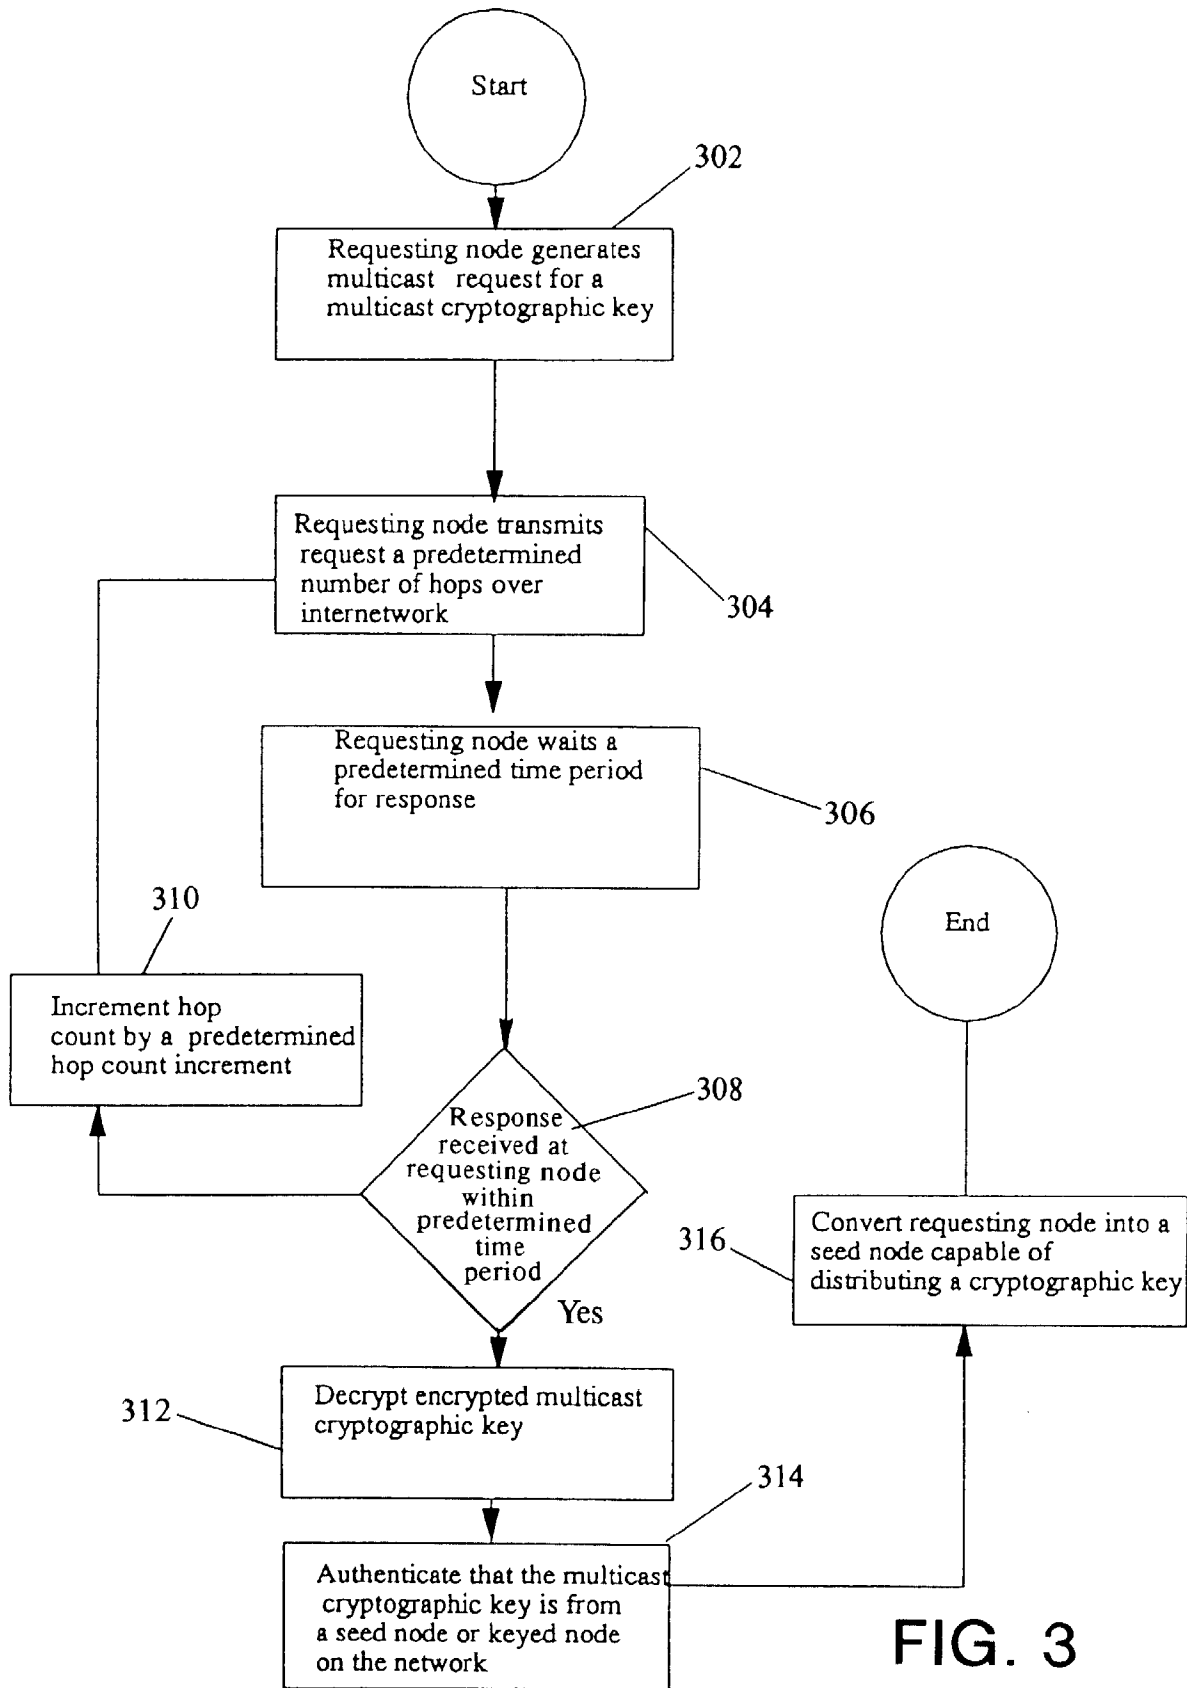 Start
302
Requesting node generates
multicast request for a
multicast cryptographic key
Requesting node transmits
request a predetermined
number of hops over
internetwork
304
Requesting node waits a
predetermined time period
for response
306
310
End
Increment hop
count by a predetermined
hop count increment
308
Response
received at
requesting node
within
predetermined
time
period
Yes
316
Convert requesting node into a
seed node capable of
distributing a cryptographic key
312
Decrypt encrypted multicast
cryptographic key
314
Authenticate that the multicast
cryptographic key is from
a seed node or keyed node
on the network
FIG. 3